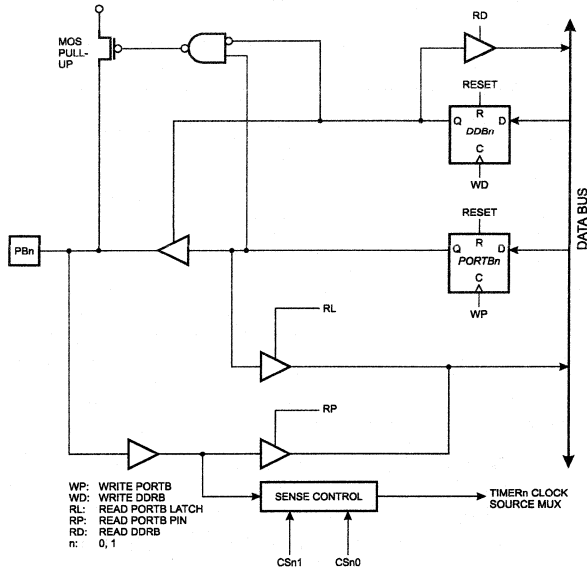 RD
MOS
PULL-
UP
RESET
Q
R
D
DDBn
C
WD
DATA BUS
RESET
PBn
Q
R
D
PORTBn
C
WP
RL
RP
WP: WRITE PORTB
WD: WRITE DDRB
RL: READ PORTB LATCH
RP: READ PORTB PIN
RD: READ DDRB
n: 0, 1
SENSE CONTROL
TIMERn CLOCK
SOURCE MUX
CSn1
CSn0